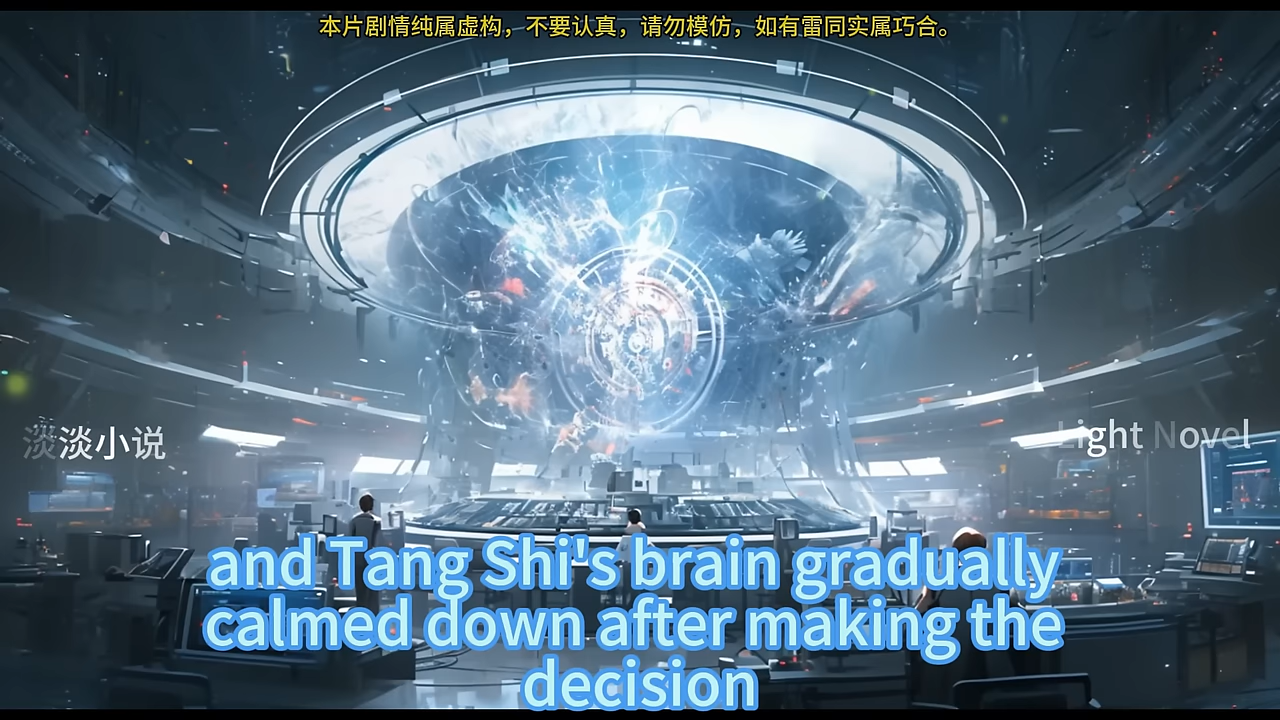 本片剧情纯属虚构，不要认真，请勿模仿，如有雷同实属巧合。
淡淡小说
Light Novel
and Tang Shi's brain gradually
calmed down after making the
decision